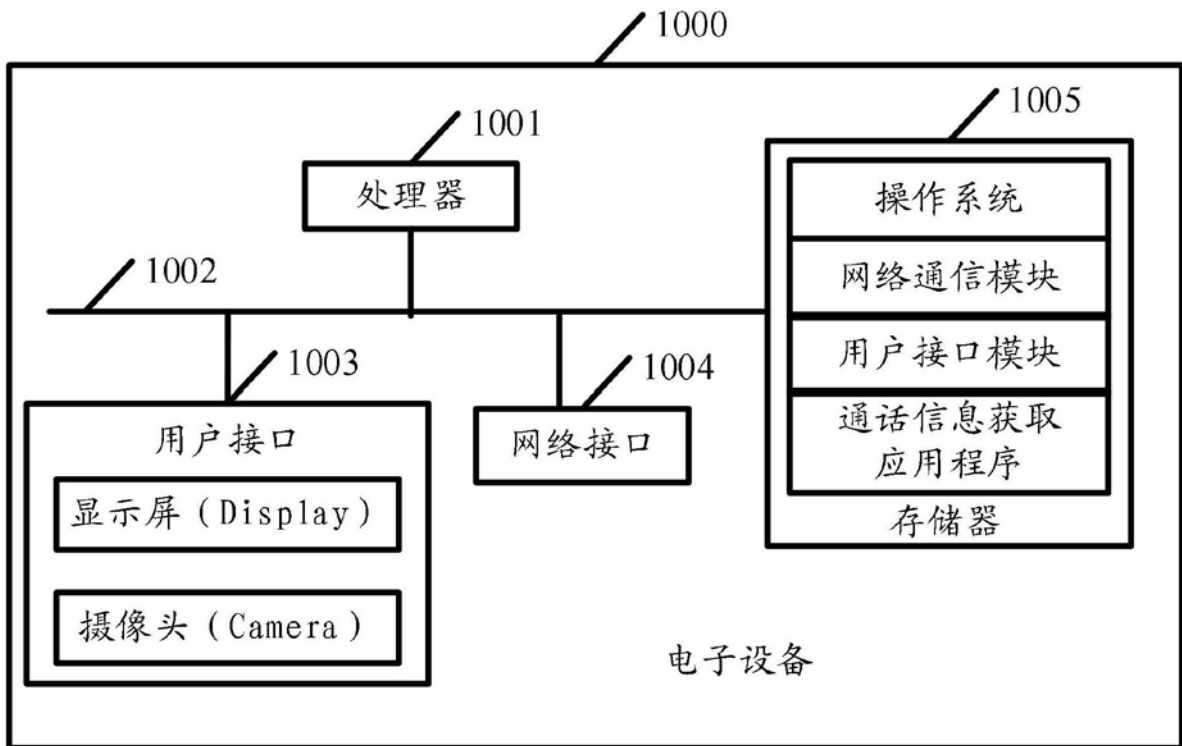 1000
1001
1005
处理器
操作系统
1002
网络通信模块
1003
1004
用户接口模块
用户接口
网络接口
通话信息获取
应用程序
显示屏(Display)
存储器
摄像头(Camera)
电子设备